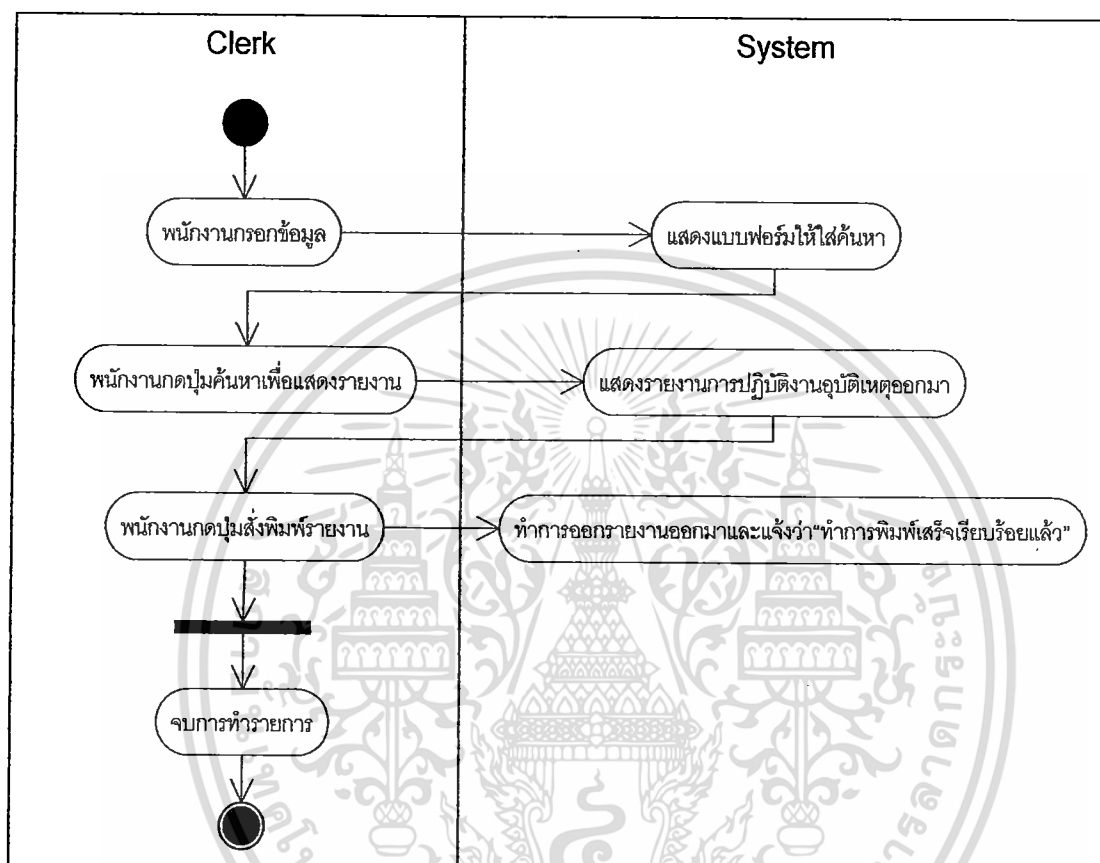 Clerk
System
พนักงานกรอกข้อมูล
แสดงแบบฟอร์มให้ใส่ค้นหา
พนักงานกดปุ่มค้นหาเพื่อแสดงรายงาน
แสดงรายงานการปฏิบัติงานอุบัติเหตุออกมา
พนักงานกดปุ่มสั่งพิมพ์รายงาน
ทำการออกรายงานออกมาและแจ้งว่า“ทำการพิมพ์เสร็จเรียบร้อยแล้ว”
จบการทำรายการ